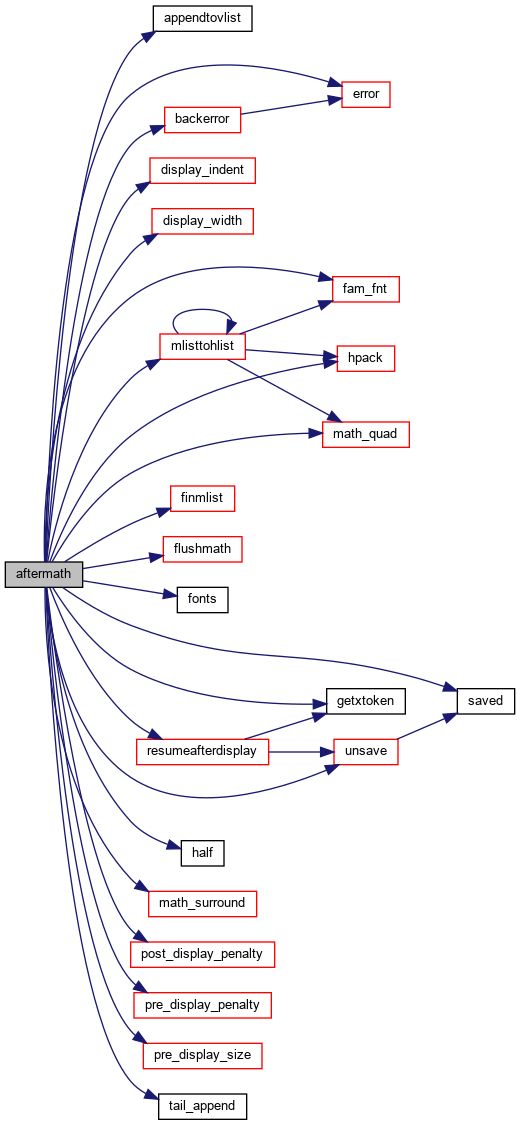 appendtovlist
error
backerror
display_indent
display_width
fam_fnt
mlisttohlist
hpack
math_quad
finmlist
flushmath
aftermath
fonts
getxtoken
saved
resumeafterdisplay
unsave
half
math_surround
post_display_penalty
pre_display_penalty
pre_display_size
tail_append